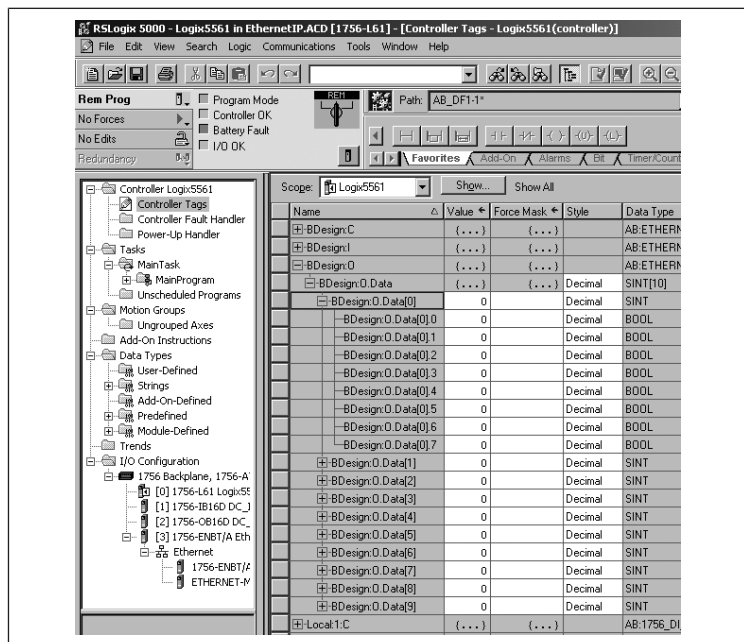 RSLogix 5000 - Logix5561 in EthernetIP.ACD [1756-L61] - [Controller Tags - Logix5561(controller)]
File Edit View Search Logic Communications Tools Window Help
Rem Prog
No Forces
No Edits
Redundancy
Program Mode
Controller OK
Battery Fault
I/O OK
REM
Path: AB_DF1-1*
Favorites Add-On Alarms Bit Timer/Count
Controller Logix5561
Controller Tags
Controller Fault Handler
Power-Up Handler
Tasks
MainTask
MainProgram
Unscheduled Programs
Motion Groups
Ungrouped Axes
Add-On Instructions
Data Types
User-Defined
Strings
Add-On-Defined
Predefined
Module-Defined
Trends
I/O Configuration
1756 Backplane, 1756-A
[0] 1756-L61 Logix55
[1] 1756-IB16D DC_I
[2] 1756-OB16D DC_
[3] 1756-ENBT/A Eth
Ethernet
1756-ENBT/A
ETHERNET-M
Scope: Logix5561 Show... Show All
Name Value Force Mask Style Data Type
BDesign:C {...} {...} AB:ETHERN
BDesign:I {...} {...} AB:ETHERN
BDesign:O {...} {...} AB:ETHERN
BDesign:O.Data {...} {...} Decimal SINT[10]
BDesign:O.Data[0] 0 Decimal SINT
BDesign:O.Data[0].0 0 Decimal BOOL
BDesign:O.Data[0].1 0 Decimal BOOL
BDesign:O.Data[0].2 0 Decimal BOOL
BDesign:O.Data[0].3 0 Decimal BOOL
BDesign:O.Data[0].4 0 Decimal BOOL
BDesign:O.Data[0].5 0 Decimal BOOL
BDesign:O.Data[0].6 0 Decimal BOOL
BDesign:O.Data[0].7 0 Decimal BOOL
BDesign:O.Data[1] 0 Decimal SINT
BDesign:O.Data[2] 0 Decimal SINT
BDesign:O.Data[3] 0 Decimal SINT
BDesign:O.Data[4] 0 Decimal SINT
BDesign:O.Data[5] 0 Decimal SINT
BDesign:O.Data[6] 0 Decimal SINT
BDesign:O.Data[7] 0 Decimal SINT
BDesign:O.Data[8] 0 Decimal SINT
BDesign:O.Data[9] 0 Decimal SINT
Local:1:C {...} {...} AB:1756_DI